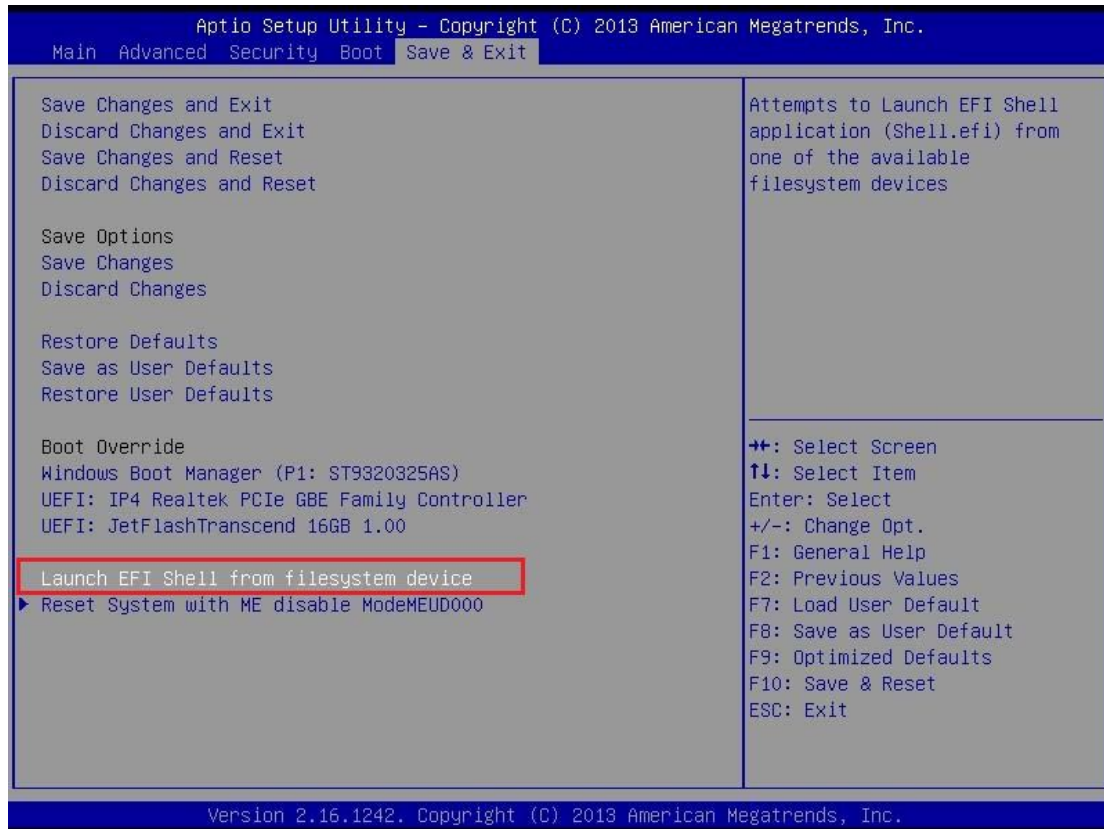 Aptio Setup Utility – Copyright (C) 2013 American Megatrends, Inc.
Main Advanced Security Boot Save & Exit
Save Changes and Exit
Discard Changes and Exit
Save Changes and Reset
Discard Changes and Reset
Save Options
Save Changes
Discard Changes
Restore Defaults
Save as User Defaults
Restore User Defaults
Boot Override
Windows Boot Manager (P1: ST9320325AS)
UEFI: IP4 Realtek PCIe GBE Family Controller
UEFI: JetFlashTranscend 16GB 1.00
Launch EFI Shell from filesystem device
Reset System with ME disable ModeMEUD000
Attempts to Launch EFI Shell
application (Shell.efi) from
one of the available
filesystem devices
→←: Select Screen
↑↓: Select Item
Enter: Select
+/-: Change Opt.
F1: General Help
F2: Previous Values
F7: Load User Default
F8: Save as User Default
F9: Optimized Defaults
F10: Save & Reset
ESC: Exit
Version 2.16.1242. Copyright (C) 2013 American Megatrends, Inc.